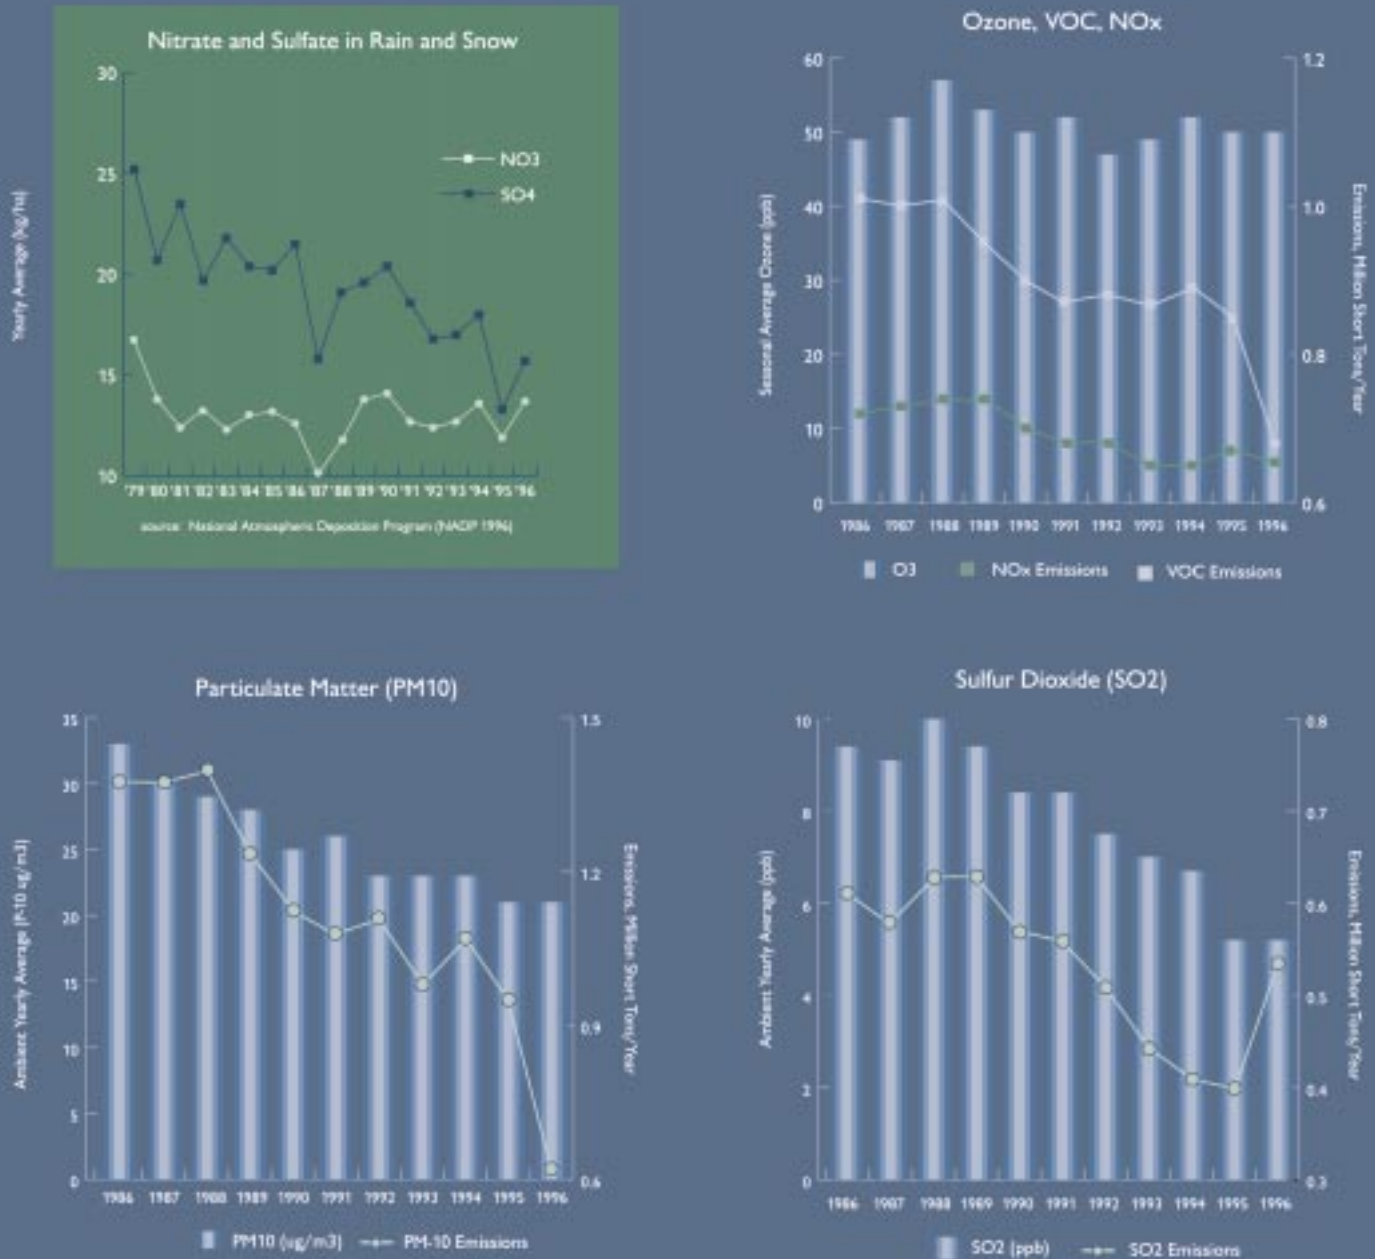 Nitrate and Sulfate in Rain and Snow
30
25
20
15
10
Yearly Average (kg/ha)
NO3
SO4
'79 '80 '81 '82 '83 '84 '85 '86 '87 '88 '89 '90 '91 '92 '93 '94 '95 '96
source: National Atmospheric Deposition Program (NADP 1996)
Ozone, VOC, NOx
60
50
40
30
20
10
0
Seasonal Average Ozone (ppb)
1.2
1.0
0.8
0.6
Emissions, Million Short Tons/Year
1986 1987 1988 1989 1990 1991 1992 1993 1994 1995 1996
O3 NOx Emissions VOC Emissions
Particulate Matter (PM10)
35
30
25
20
15
10
5
0
Ambient Yearly Average (P-10 ug/m3)
1.5
1.2
0.9
0.6
Emissions, Million Short Tons/Year
1986 1987 1988 1989 1990 1991 1992 1993 1994 1995 1996
PM10 (ug/m3) PM-10 Emissions
Sulfur Dioxide (SO2)
10
8
6
4
2
0
Ambient Yearly Average (ppb)
0.8
0.7
0.6
0.5
0.4
0.3
Emissions, Million Short Tons/Year
1986 1987 1988 1989 1990 1991 1992 1993 1994 1995 1996
SO2 (ppb) SO2 Emissions